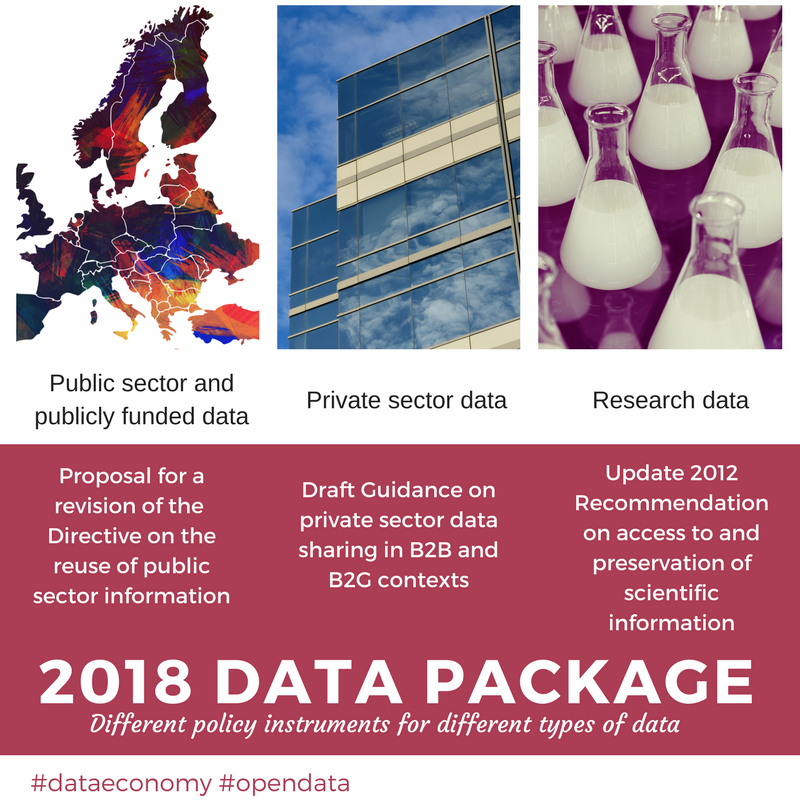 Public sector and
publicly funded data
Private sector data
Research data
Proposal for a
revision of the
Directive on the
reuse of public
sector information
Draft Guidance on
private sector data
sharing in B2B and
B2G contexts
Update 2012
Recommendation
on access to and
preservation of
scientific
information
2018 DATA PACKAGE
Different policy instruments for different types of data
#dataeconomy #opendata